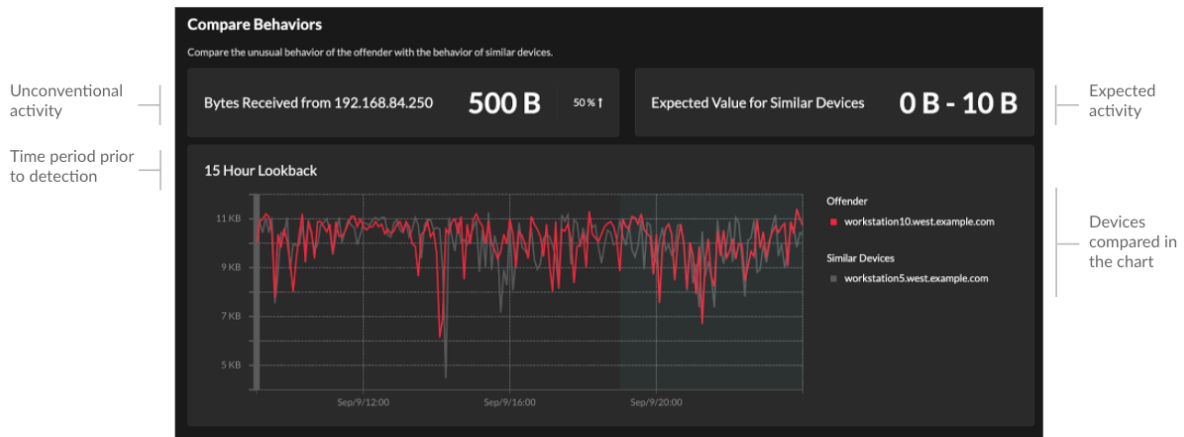 Compare Behaviors
Compare the unusual behavior of the offender with the behavior of similar devices.
Unconventional
activity
Bytes Received from 192.168.84.250
500 B
50 % ↑
Expected Value for Similar Devices
0 B - 10 B
Expected
activity
Time period prior
to detection
15 Hour Lookback
11 KB
9 KB
7 KB
5 KB
Sep/9/12:00
Sep/9/16:00
Sep/9/20:00
Offender
workstation10.west.example.com
Similar Devices
workstation5.west.example.com
Devices
compared in
the chart